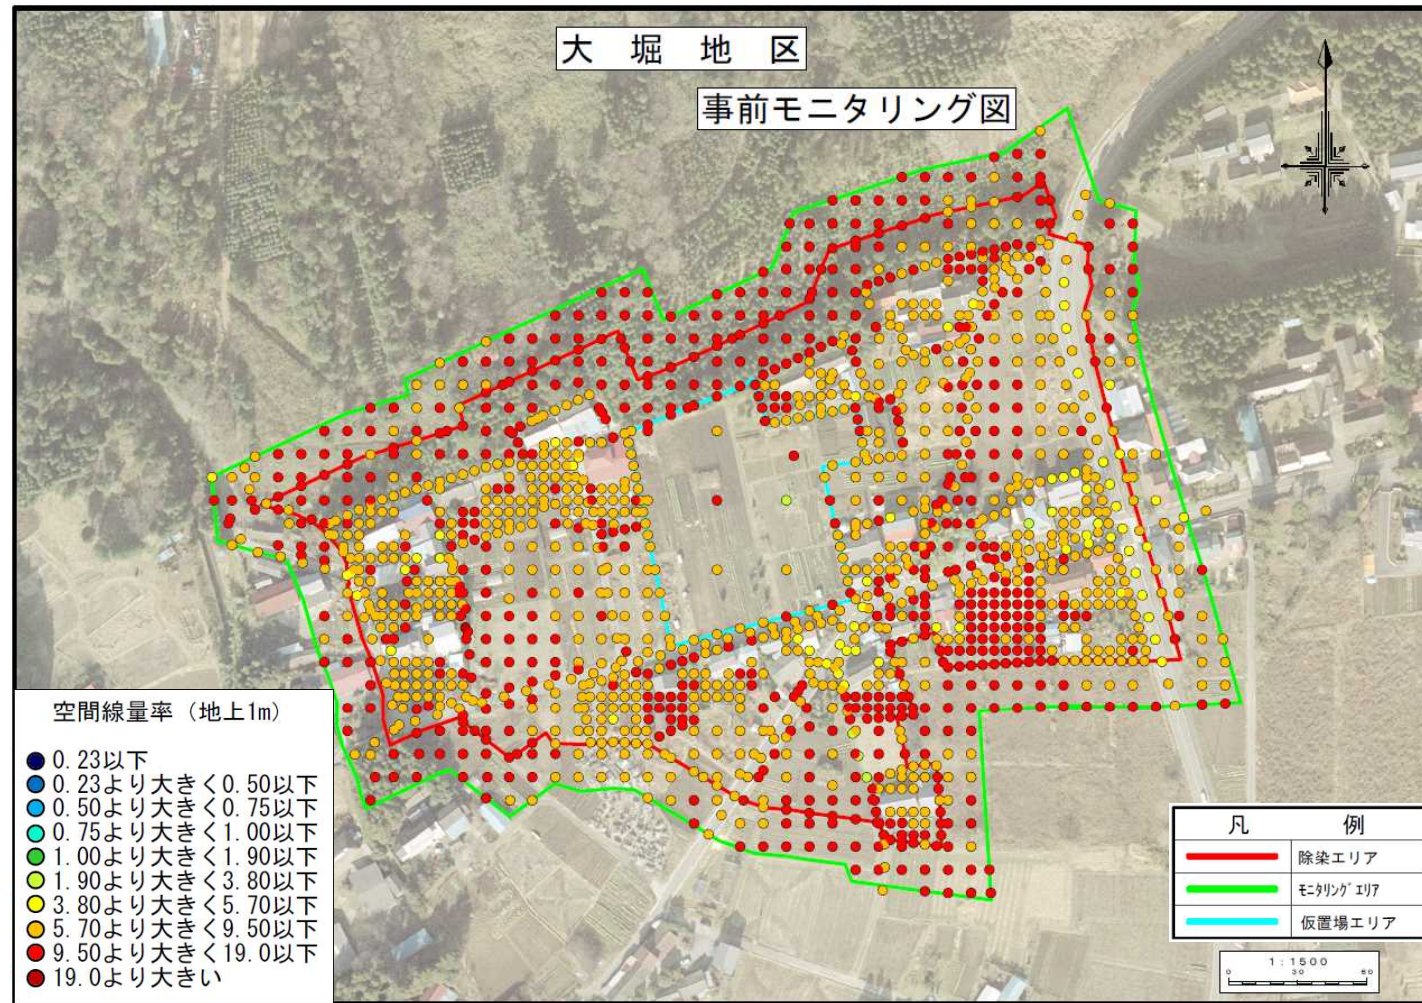 大堀地区
事前モニタリング図
空間線量率（地上1m）
0.23以下
0.23より大きく0.50以下
0.50より大きく0.75以下
0.75より大きく1.00以下
1.00より大きく1.90以下
1.90より大きく3.80以下
3.80より大きく5.70以下
5.70より大きく9.50以下
9.50より大きく19.0以下
19.0より大きい
凡例
除染エリア
ﾓﾆﾀﾘﾝｸﾞｴﾘｱ
仮置場エリア
1:1500
0 30 60